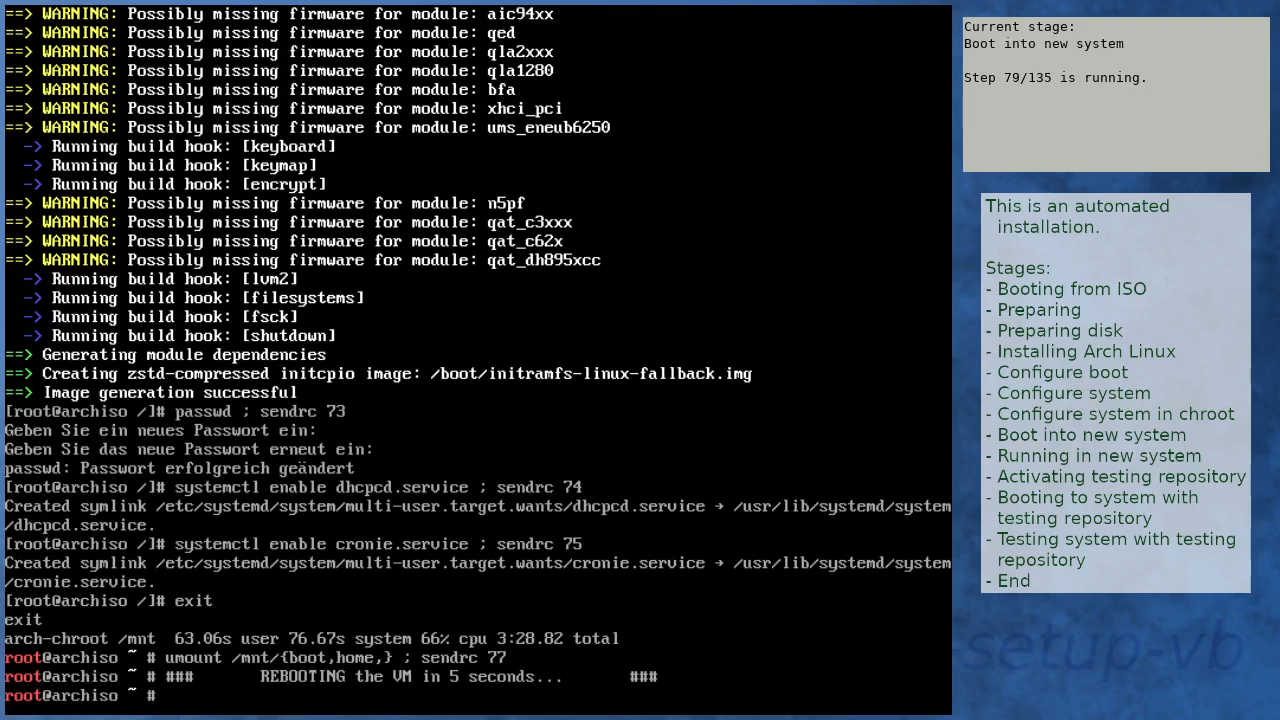 ==> WARNING: Possibly missing firmware for module: aic94xx
==> WARNING: Possibly missing firmware for module: qed
==> WARNING: Possibly missing firmware for module: qla2xxx
==> WARNING: Possibly missing firmware for module: qla1280
==> WARNING: Possibly missing firmware for module: bfa
==> WARNING: Possibly missing firmware for module: xhci_pci
==> WARNING: Possibly missing firmware for module: ums_eneub6250
  -> Running build hook: [keyboard]
  -> Running build hook: [keymap]
  -> Running build hook: [encrypt]
==> WARNING: Possibly missing firmware for module: n5pf
==> WARNING: Possibly missing firmware for module: qat_c3xxx
==> WARNING: Possibly missing firmware for module: qat_c62x
==> WARNING: Possibly missing firmware for module: qat_dh895xcc
  -> Running build hook: [lvm2]
  -> Running build hook: [filesystems]
  -> Running build hook: [fsck]
  -> Running build hook: [shutdown]
==> Generating module dependencies
==> Creating zstd-compressed initcpio image: /boot/initramfs-linux-fallback.img
==> Image generation successful
[root@archiso /]# passwd ; sendrc 73
Geben Sie ein neues Passwort ein:
Geben Sie das neue Passwort erneut ein:
passwd: Passwort erfolgreich geändert
[root@archiso /]# systemctl enable dhcpcd.service ; sendrc 74
Created symlink /etc/systemd/system/multi-user.target.wants/dhcpcd.service → /usr/lib/systemd/system
/dhcpcd.service.
[root@archiso /]# systemctl enable cronie.service ; sendrc 75
Created symlink /etc/systemd/system/multi-user.target.wants/cronie.service → /usr/lib/systemd/system
/cronie.service.
[root@archiso /]# exit
exit
arch-chroot /mnt  63.06s user 76.67s system 66% cpu 3:28.82 total
root@archiso ~ # umount /mnt/{boot,home,} ; sendrc 77
root@archiso ~ # ###       REBOOTING the VM in 5 seconds...       ###
root@archiso ~ #
Current stage:
Boot into new system
Step 79/135 is running.
This is an automated
installation.
Stages:
- Booting from ISO
- Preparing
- Preparing disk
- Installing Arch Linux
- Configure boot
- Configure system
- Configure system in chroot
- Boot into new system
- Running in new system
- Activating testing repository
- Booting to system with
testing repository
- Testing system with testing
repository
- End
-setup-vb